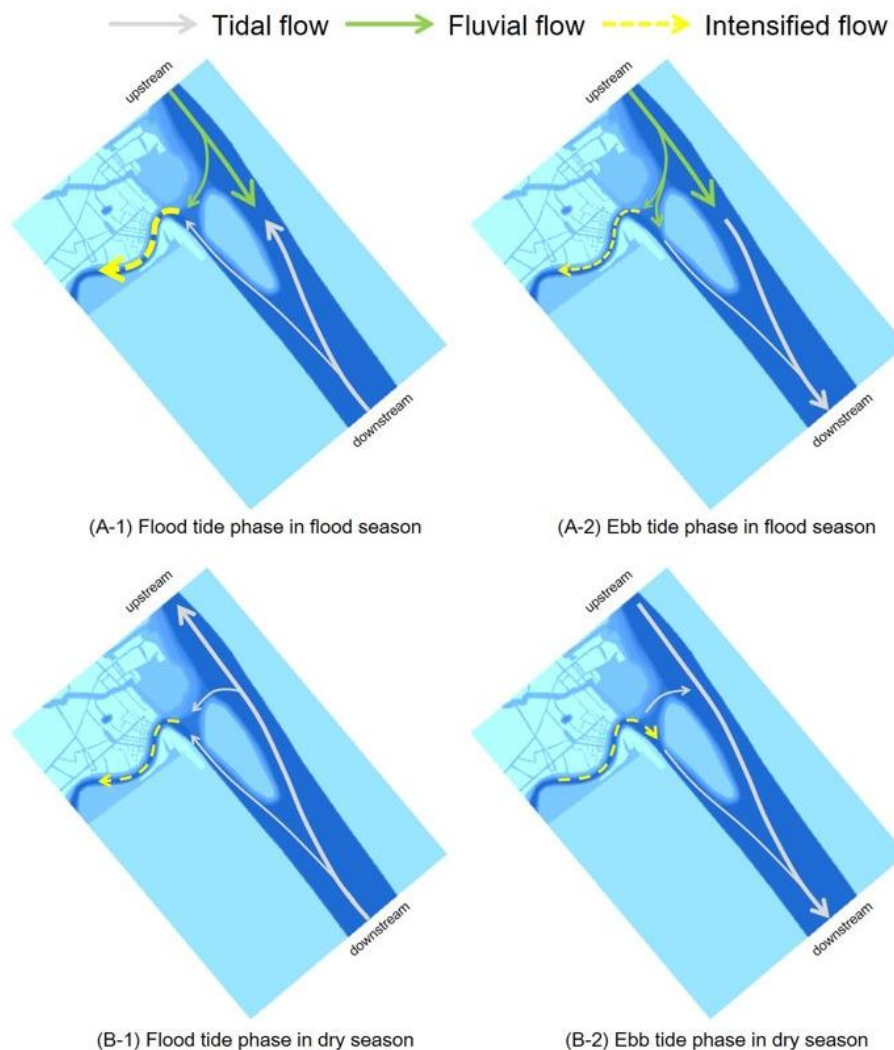 Tidal flow Fluvial flow Intensified flow
upstream upstream
downstream downstream
(A-1) Flood tide phase in flood season (A-2) Ebb tide phase in flood season
upstream upstream
downstream downstream
(B-1) Flood tide phase in dry season (B-2) Ebb tide phase in dry season